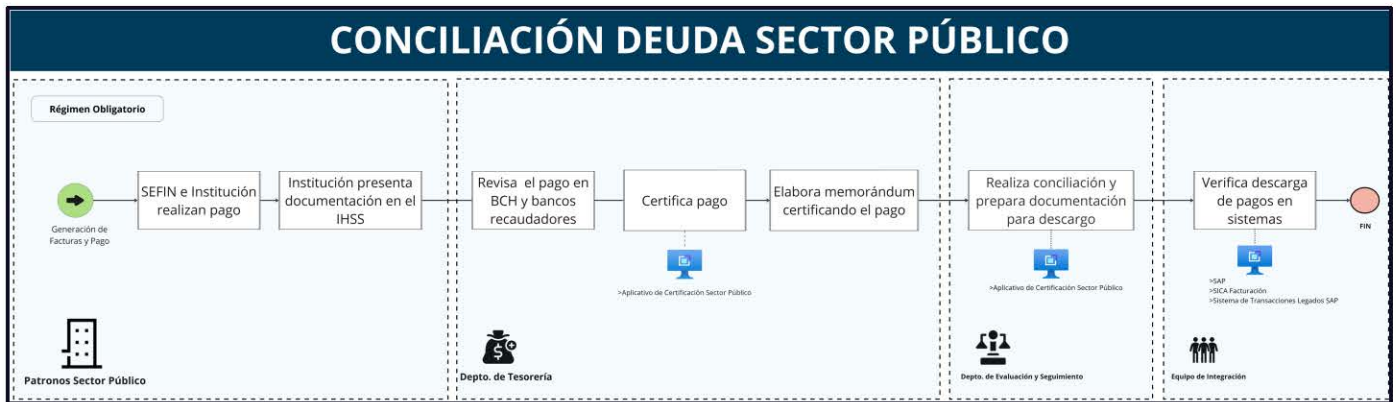 CONCILIACIÓN DEUDA SECTOR PÚBLICO
Régimen Obligatorio
Generación de
Facturas y Pago
SEFIN e Institución
realizan pago
Institución presenta
documentación en el
IHSS
Patronos Sector Público
Revisa el pago en
BCH y bancos
recaudadores
Certifica pago
>Aplicativo de Certificación Sector Público
Elabora memorándum
certificando el pago
Depto. de Tesorería
Realiza conciliación y
prepara documentación
para descargo
>Aplicativo de Certificación Sector Público
Depto. de Evaluación y Seguimiento
Verifica descarga
de pagos en
sistemas
>SAP
>SICA Facturación
>Sistema de Transacciones Legados SAP
Equipo de Integración
FIN